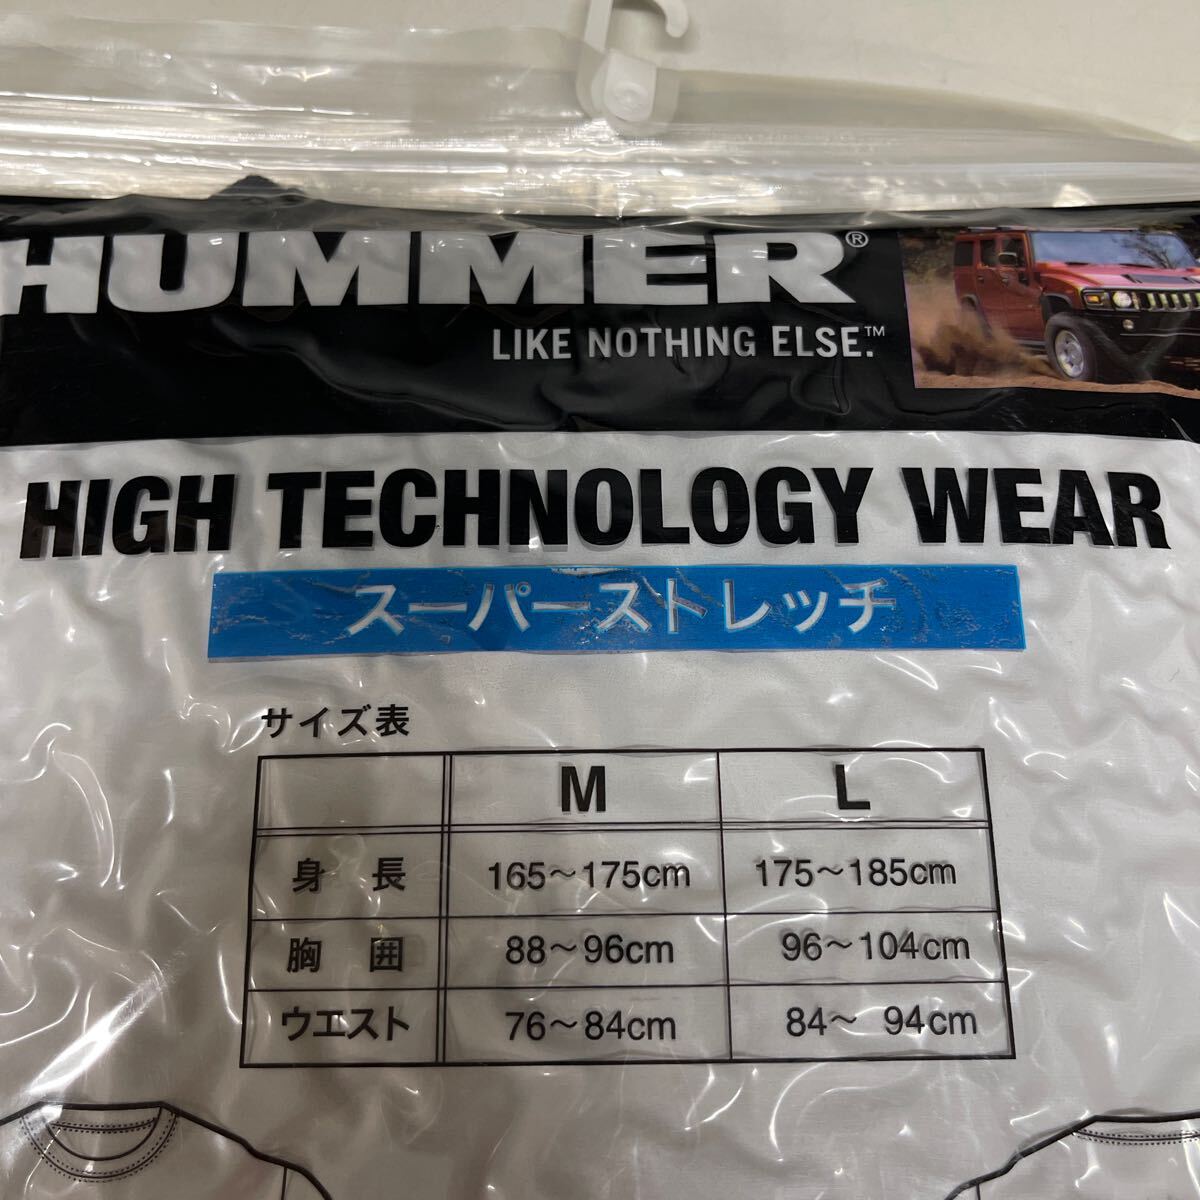 HUMMER®
LIKE NOTHING ELSE.™
HIGH TECHNOLOGY WEAR
スーパーストレッチ
サイズ表
M L
身長 165～175cm 175～185cm
胸囲 88～96cm 96～104cm
ウエスト 76～84cm 84～ 94cm